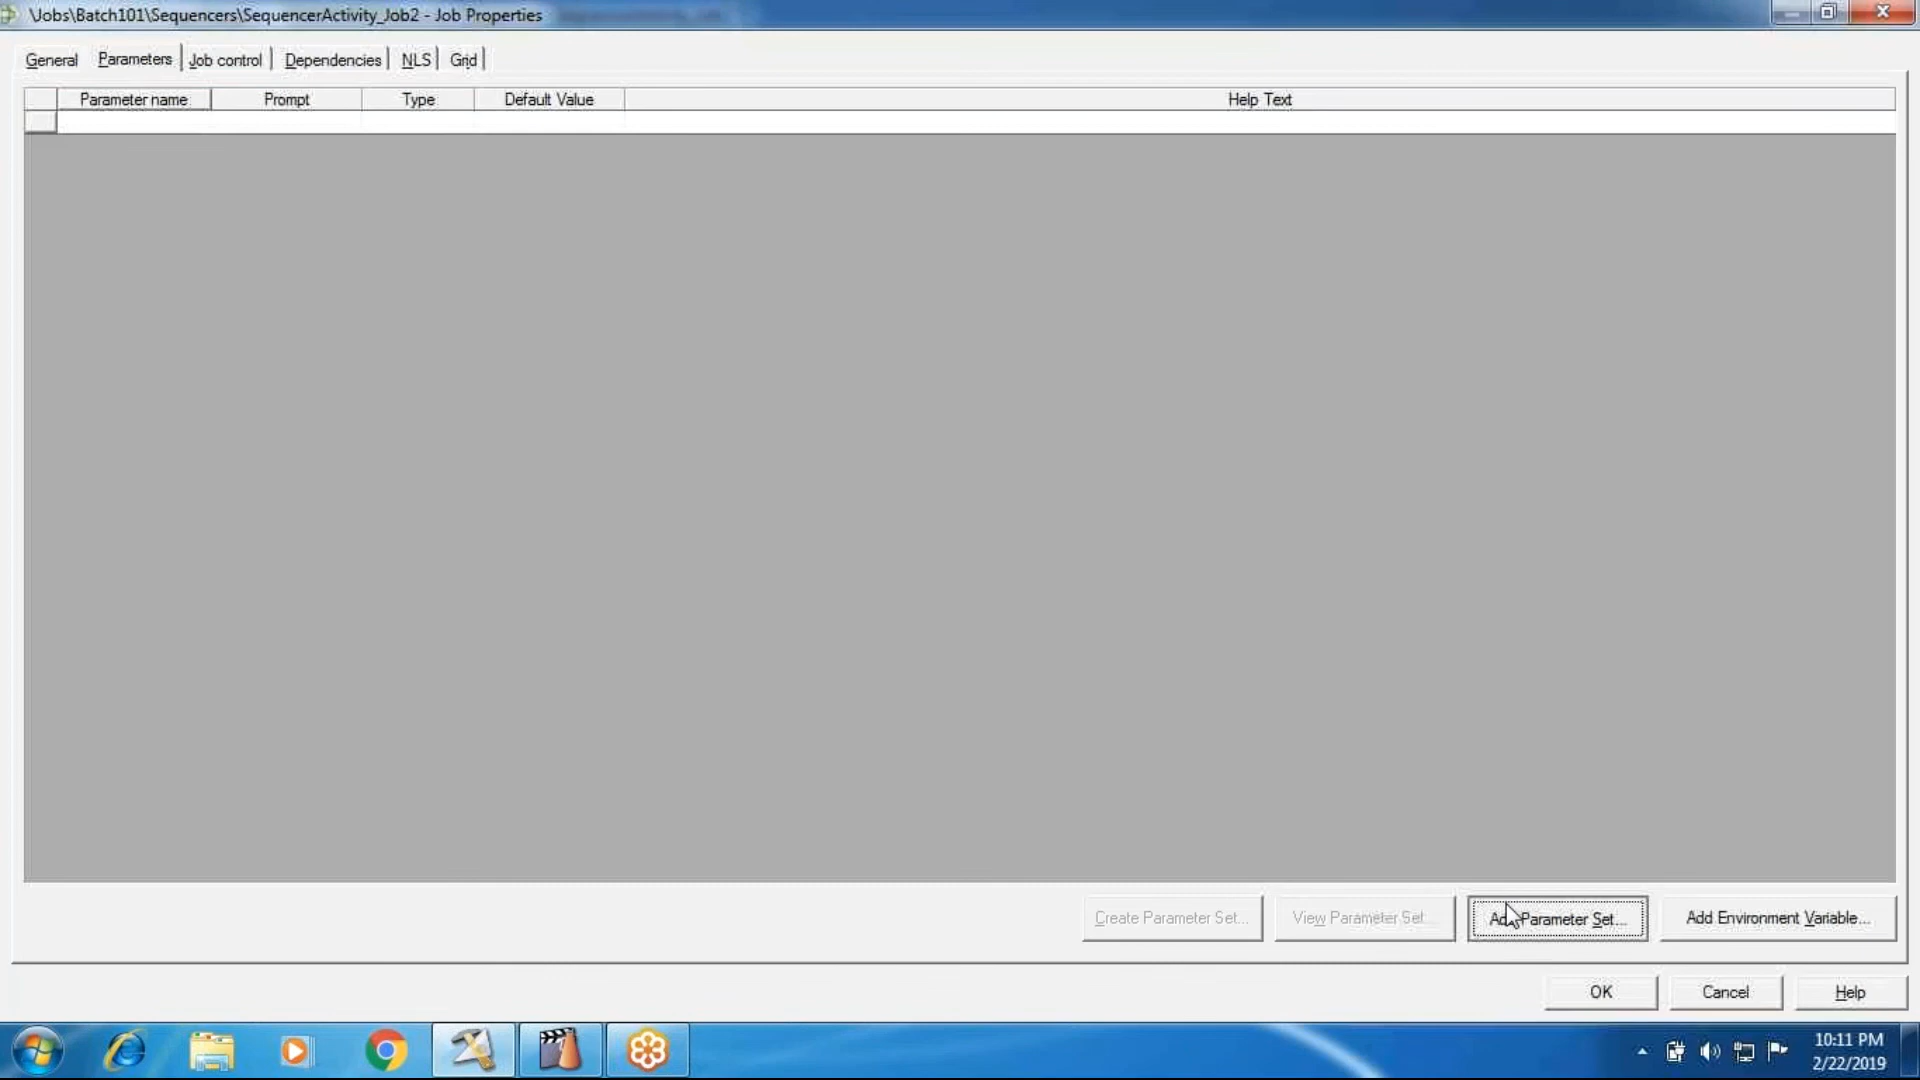 \Jobs\Batch101\Sequencers\SequencerActivity_Job2 - Job Properties
General Parameters Job control Dependencies NLS Grid
Parameter name Prompt Type Default Value Help Text
Create Parameter Set... View Parameter Set... Add Parameter Set... Add Environment Variable...
OK Cancel Help
10:11 PM
2/22/2019